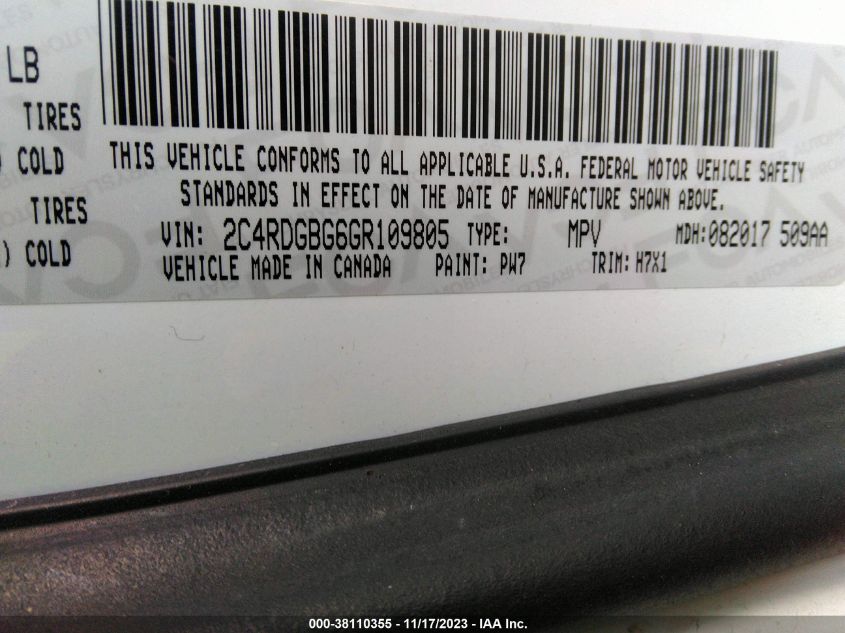 LB
TIRES
COLD
THIS VEHICLE CONFORMS TO ALL APPLICABLE U.S.A. FEDERAL MOTOR VEHICLE SAFETY
STANDARDS IN EFFECT ON THE DATE OF MANUFACTURE SHOWN ABOVE.
TIRES
) COLD
VIN: 2C4RDGBG6GR109805 TYPE: MPV MDH:082017 509AA
VEHICLE MADE IN CANADA PAINT: PW7 TRIM: H7X1
000-38110355 - 11/17/2023 - IAA Inc.